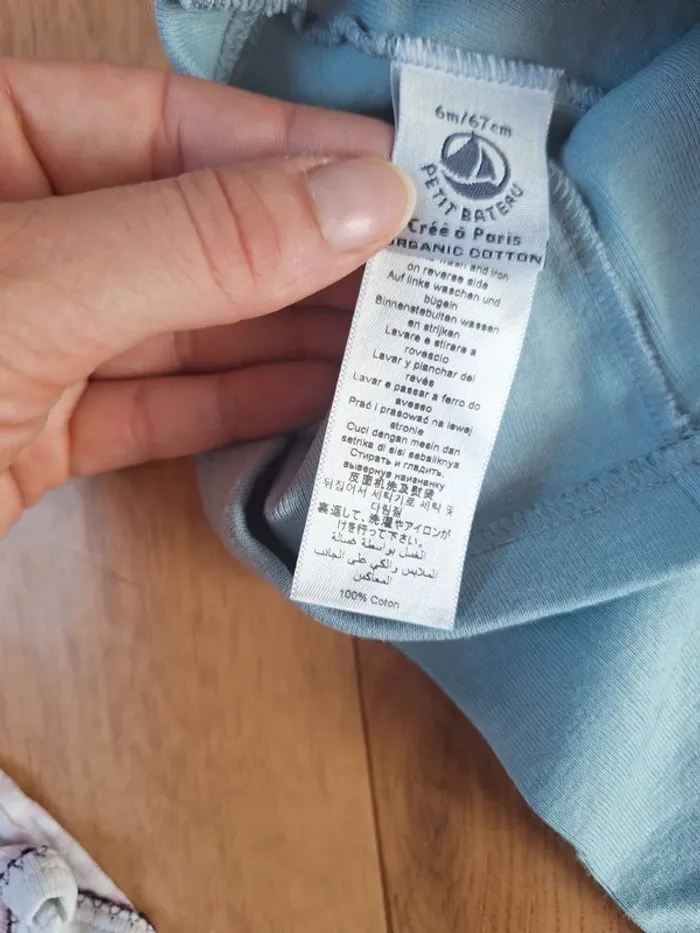 6m/67cm
PETIT BATEAU
Créé à Paris
ORGANIC COTTON
and iron
on reverse side
Auf links waschen und
bügeln
Binnenstebuiten wassen
en strijken
Lavare e stirare a
rovescio
Lavar y planchar del
revés
Lavar e passar a ferro do
avesso
Prać i prasować na lewej
stronie
Cuci dengan mesin dan
setrika di sisi sebaliknya
Стирать и гладить,
вывернув наизнанку
反面机洗及熨烫
뒤집어서 세탁기로 세탁 및
다림질
裏返して、洗濯やアイロンが
けを行って下さい。
الغسل بواسطة غسالة
الملابس والكي على الجانب
المعاكس
100% Coton